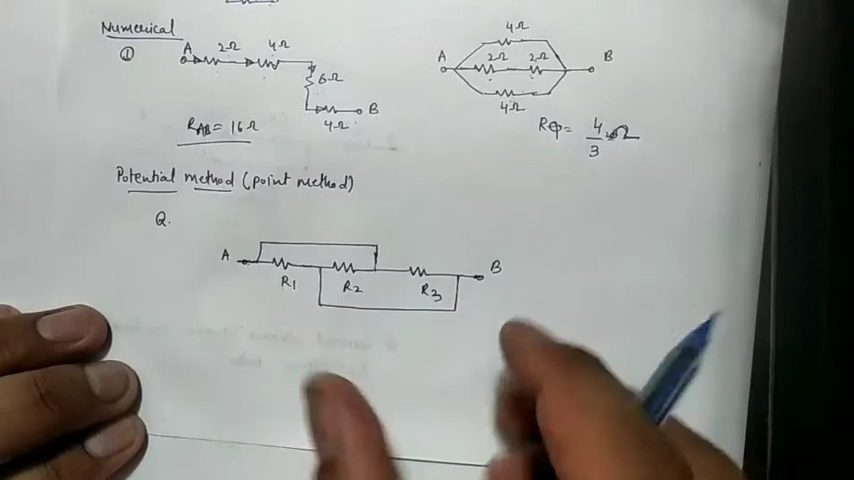 Numerical
①
A 2Ω 4Ω
6Ω
4Ω B
R_AB = 16Ω
4Ω
A 2Ω 2Ω B
4Ω
Req = 4/3 Ω
Potential method (point method)
Q.
A R1 R2 R3 B